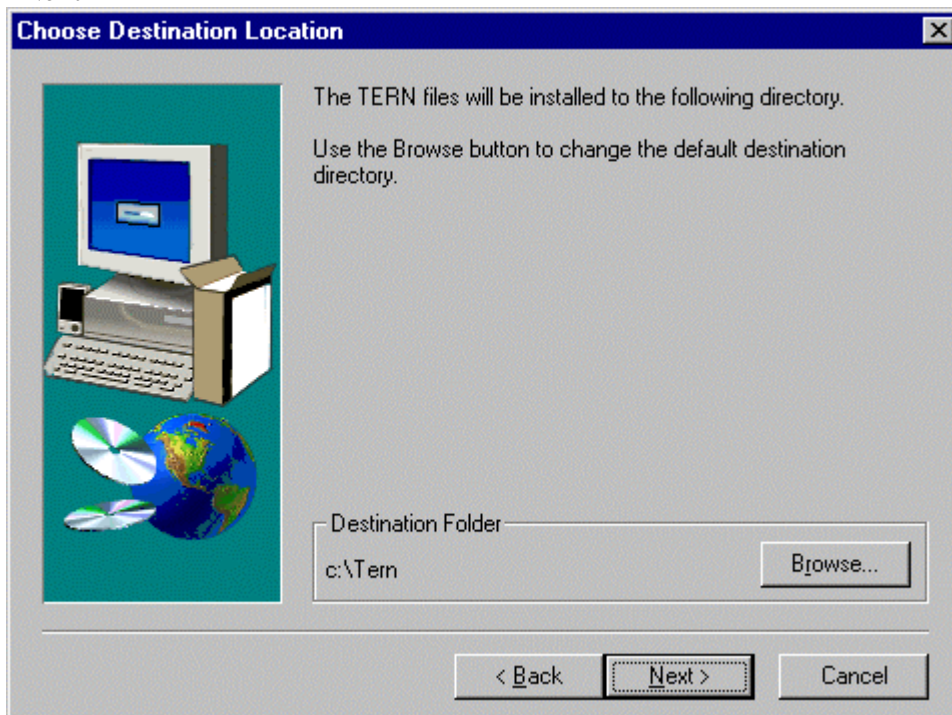 Choose Destination Location
The TERN files will be installed to the following directory.
Use the Browse button to change the default destination
directory.
Destination Folder
c:\Tern
Browse...
< Back
Next >
Cancel